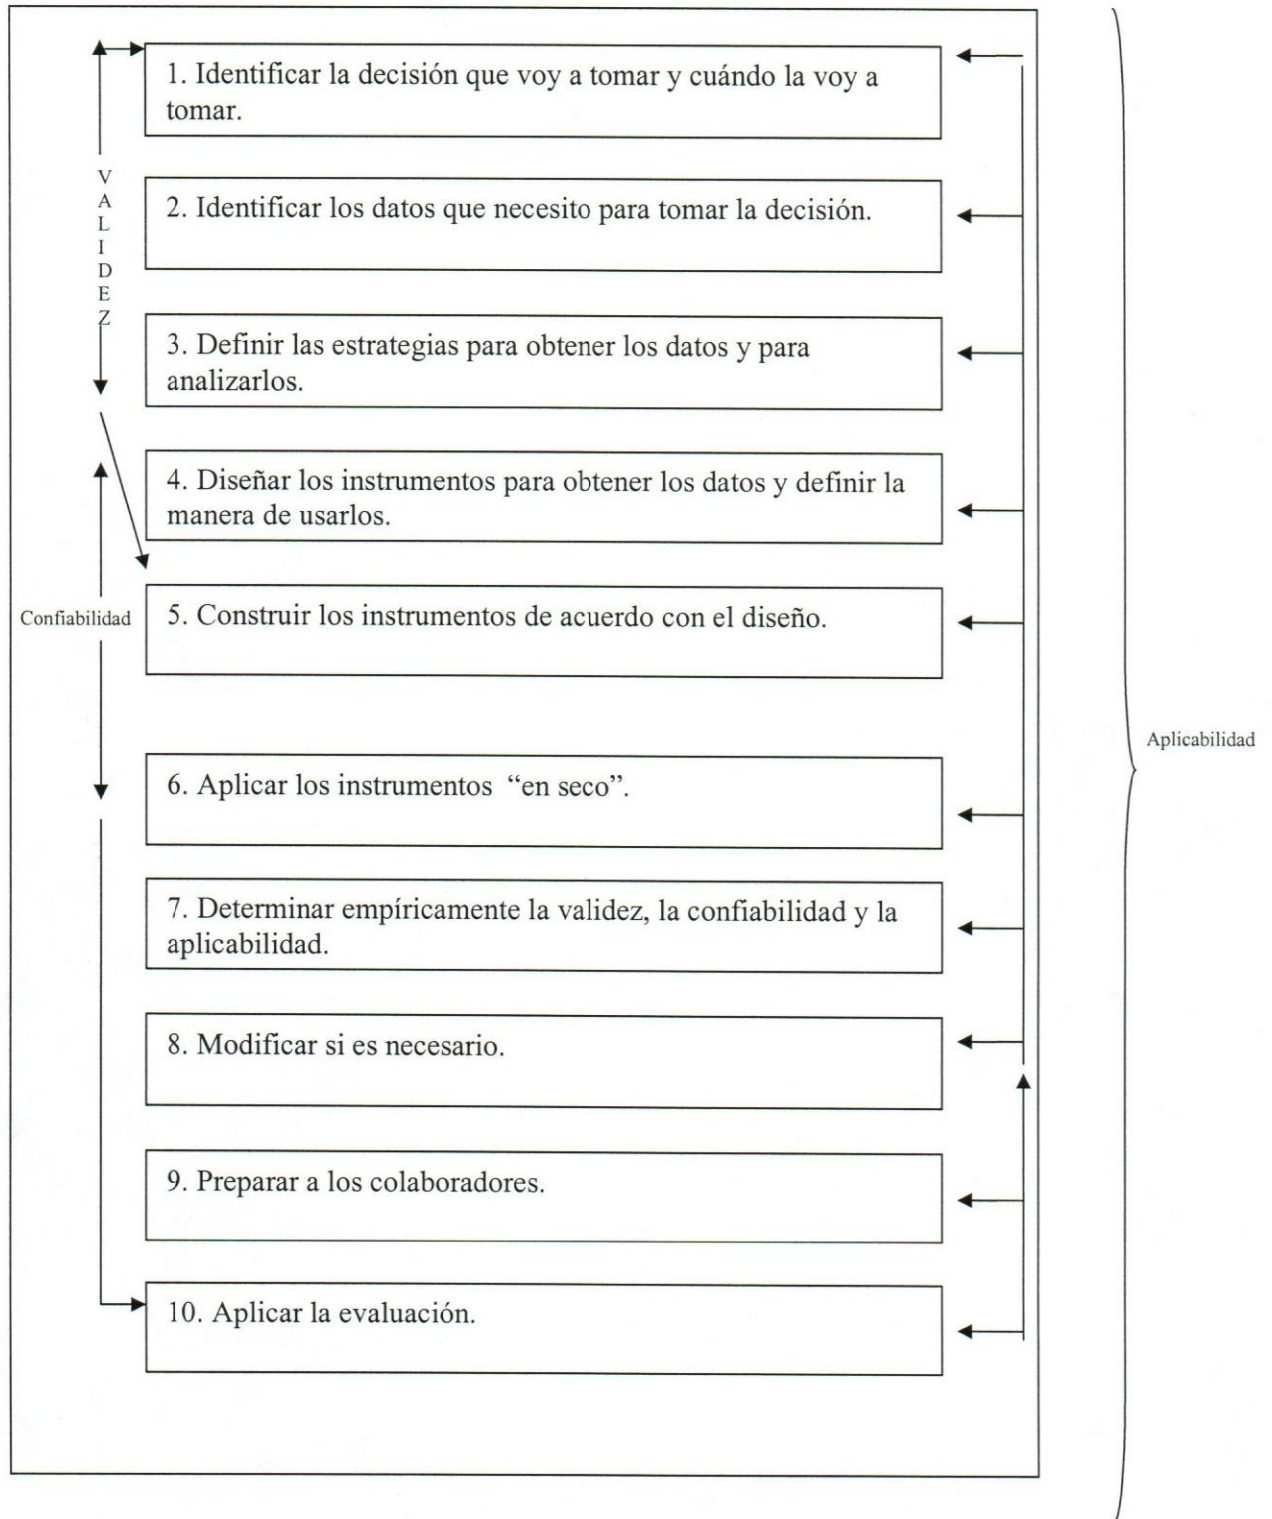 1. Identificar la decisión que voy a tomar y cuándo la voy a
tomar.
VALIDEZ
2. Identificar los datos que necesito para tomar la decisión.
3. Definir las estrategias para obtener los datos y para
analizarlos.
4. Diseñar los instrumentos para obtener los datos y definir la
manera de usarlos.
Confiabilidad
5. Construir los instrumentos de acuerdo con el diseño.
Aplicabilidad
6. Aplicar los instrumentos “en seco”.
7. Determinar empíricamente la validez, la confiabilidad y la
aplicabilidad.
8. Modificar si es necesario.
9. Preparar a los colaboradores.
10. Aplicar la evaluación.